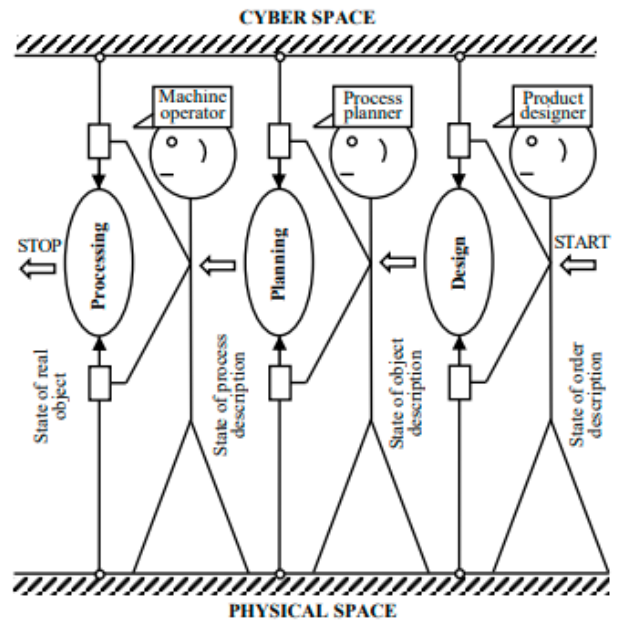 CYBER SPACE
Machine
operator
Process
planner
Product
designer
STOP
Processing
Planning
Design
START
State of real
object
State of process
description
State of object
description
State of order
description
PHYSICAL SPACE